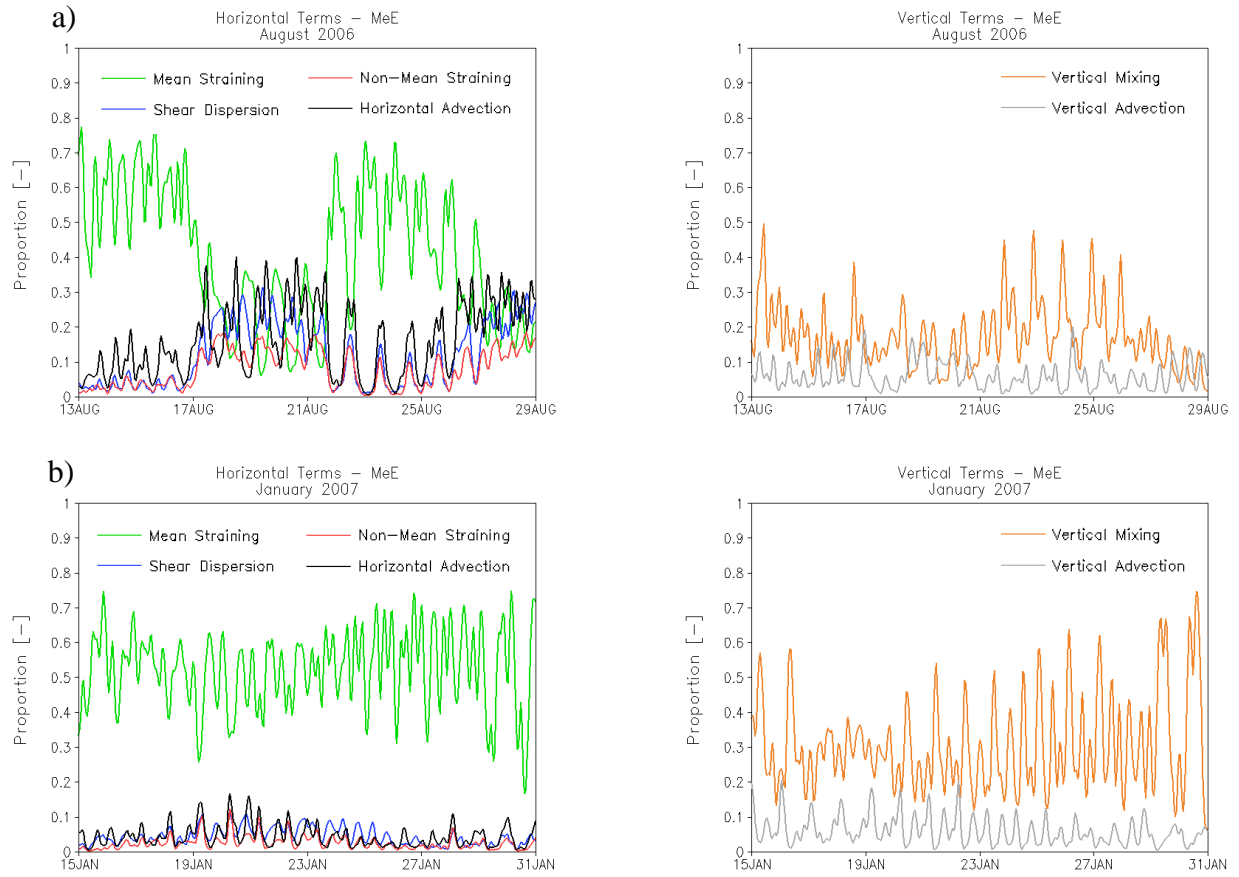 a)
Horizontal Terms – MeE
August 2006
Proportion [–]
1
0.9
0.8
0.7
0.6
0.5
0.4
0.3
0.2
0.1
0
Mean Straining
Non–Mean Straining
Shear Dispersion
Horizontal Advection
13AUG 17AUG 21AUG 25AUG 29AUG
Vertical Terms – MeE
August 2006
Proportion [–]
1
0.9
0.8
0.7
0.6
0.5
0.4
0.3
0.2
0.1
0
Vertical Mixing
Vertical Advection
13AUG 17AUG 21AUG 25AUG 29AUG
b)
Horizontal Terms – MeE
January 2007
Proportion [–]
1
0.9
0.8
0.7
0.6
0.5
0.4
0.3
0.2
0.1
0
Mean Straining
Non–Mean Straining
Shear Dispersion
Horizontal Advection
15JAN 19JAN 23JAN 27JAN 31JAN
Vertical Terms – MeE
January 2007
Proportion [–]
1
0.9
0.8
0.7
0.6
0.5
0.4
0.3
0.2
0.1
0
Vertical Mixing
Vertical Advection
15JAN 19JAN 23JAN 27JAN 31JAN